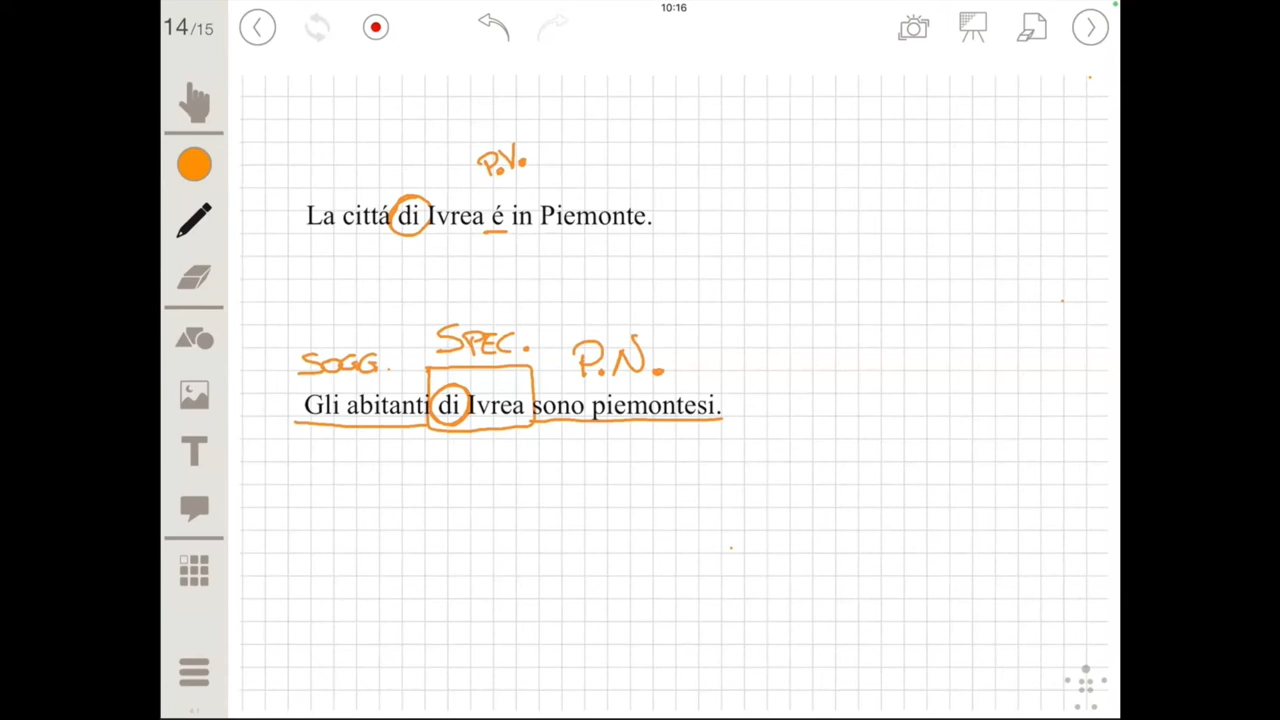 10:16
14/15
P.V.
La cittá di Ivrea é in Piemonte.
SOGG. SPEC. P.N.
Gli abitanti di Ivrea sono piemontesi.
T